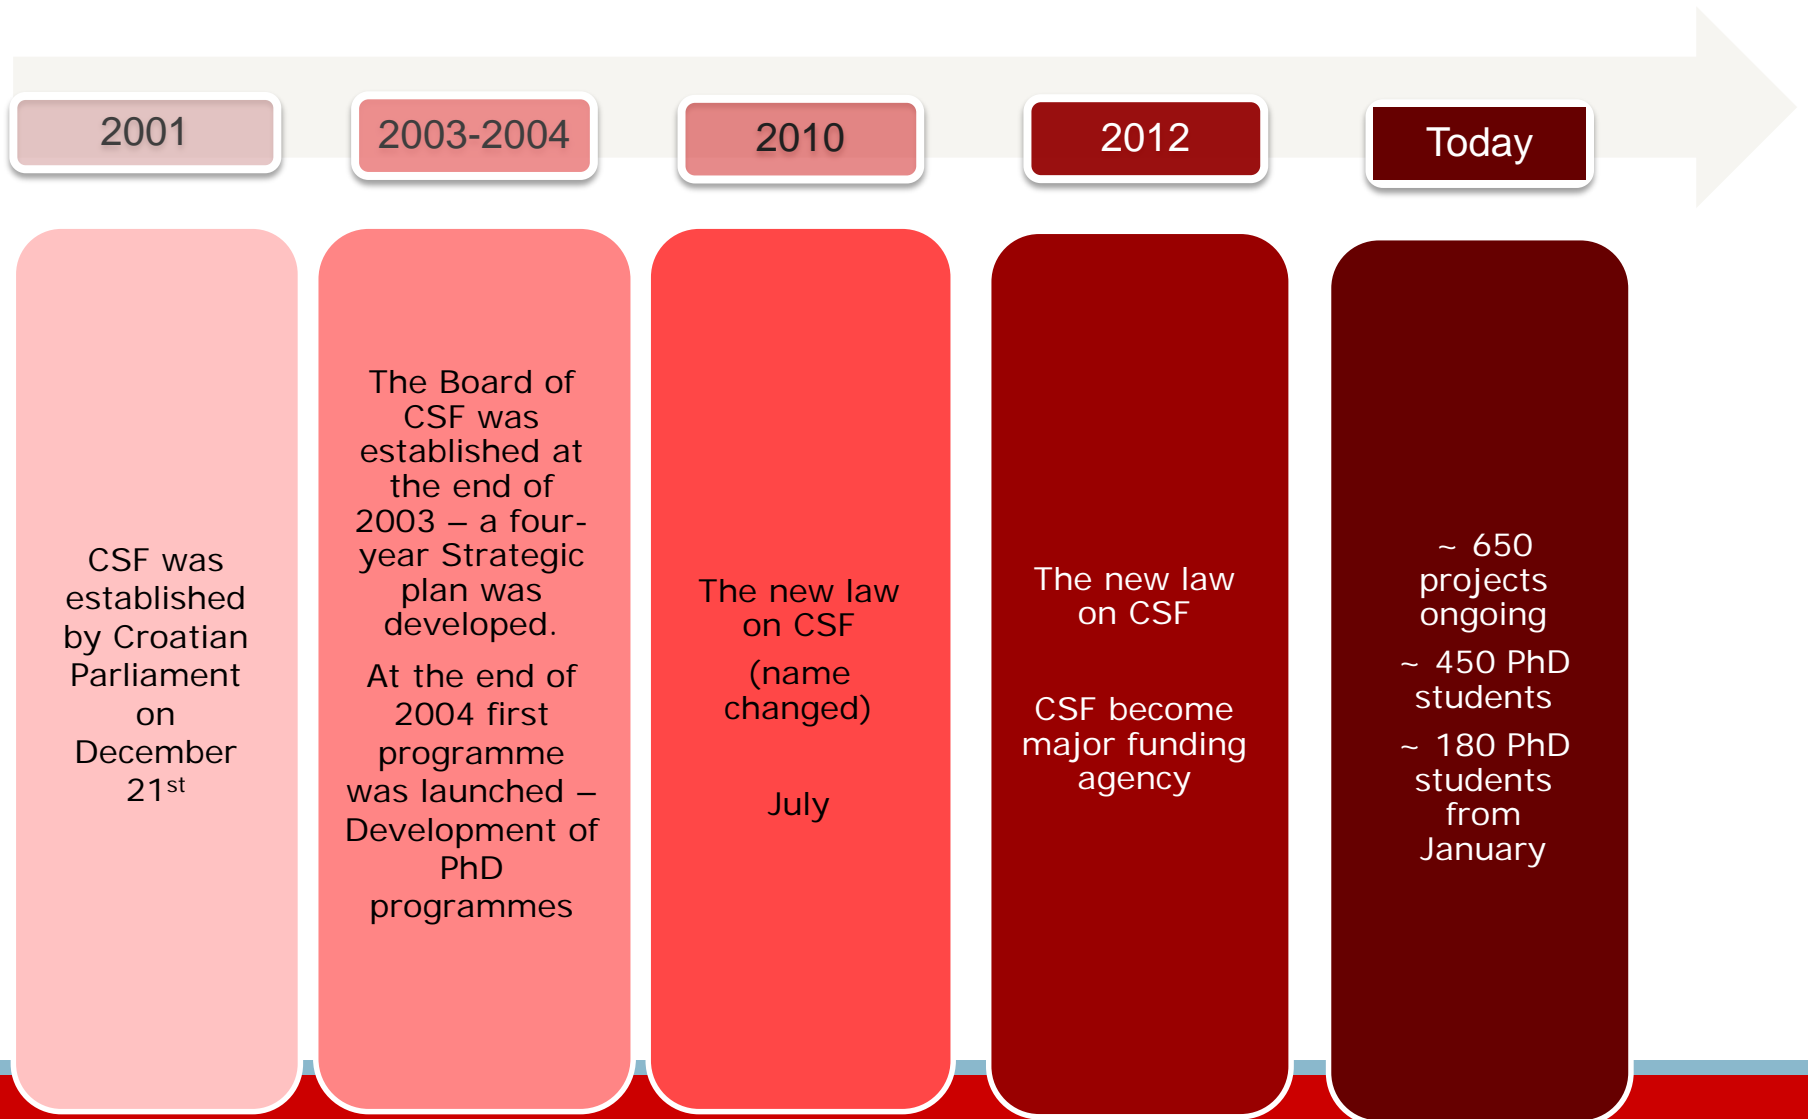 2001
2003-2004
2010
2012
Today
CSF was
established
by Croatian
Parliament
on
December
21st
The Board of
CSF was
established at
the end of
2003 – a four-
year Strategic
plan was
developed.
At the end of
2004 first
programme
was launched –
Development of
PhD
programmes
The new law
on CSF
(name
changed)
July
The new law
on CSF
CSF become
major funding
agency
~ 650
projects
ongoing
~ 450 PhD
students
~ 180 PhD
students
from
January